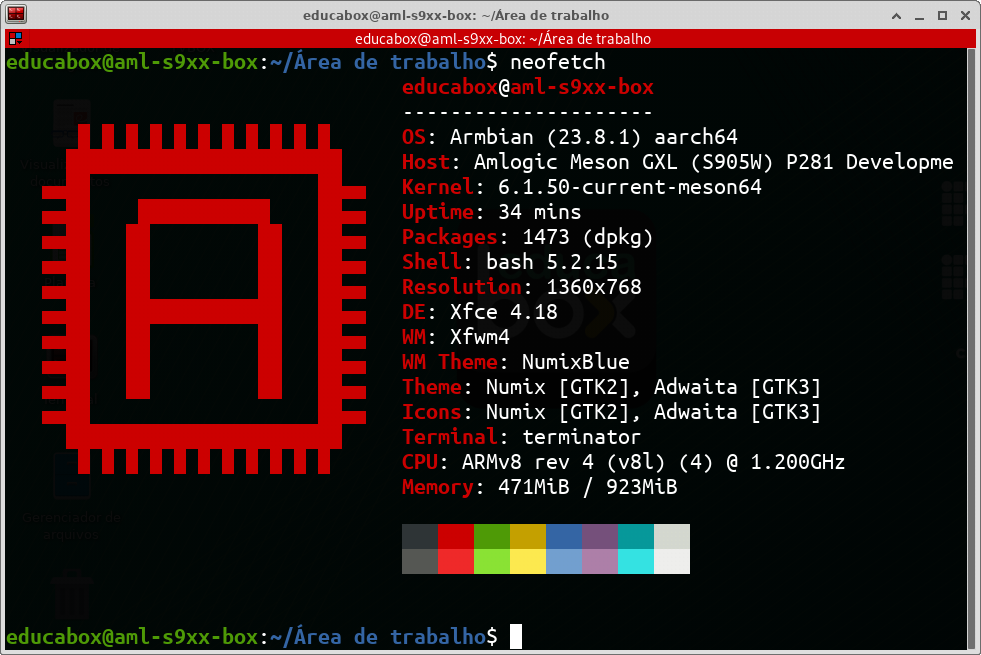 educabox@aml-s9xx-box: ~/Área de trabalho
educabox@aml-s9xx-box: ~/Área de trabalho
educabox@aml-s9xx-box:~/Área de trabalho$ neofetch
educabox@aml-s9xx-box
---------------------
OS: Armbian (23.8.1) aarch64
Host: Amlogic Meson GXL (S905W) P281 Developme
Kernel: 6.1.50-current-meson64
Uptime: 34 mins
Packages: 1473 (dpkg)
Shell: bash 5.2.15
Resolution: 1360x768
DE: Xfce 4.18
WM: Xfwm4
WM Theme: NumixBlue
Theme: Numix [GTK2], Adwaita [GTK3]
Icons: Numix [GTK2], Adwaita [GTK3]
Terminal: terminator
CPU: ARMv8 rev 4 (v8l) (4) @ 1.200GHz
Memory: 471MiB / 923MiB
box
Gerenciador de
arquivos
educabox@aml-s9xx-box:~/Área de trabalho$